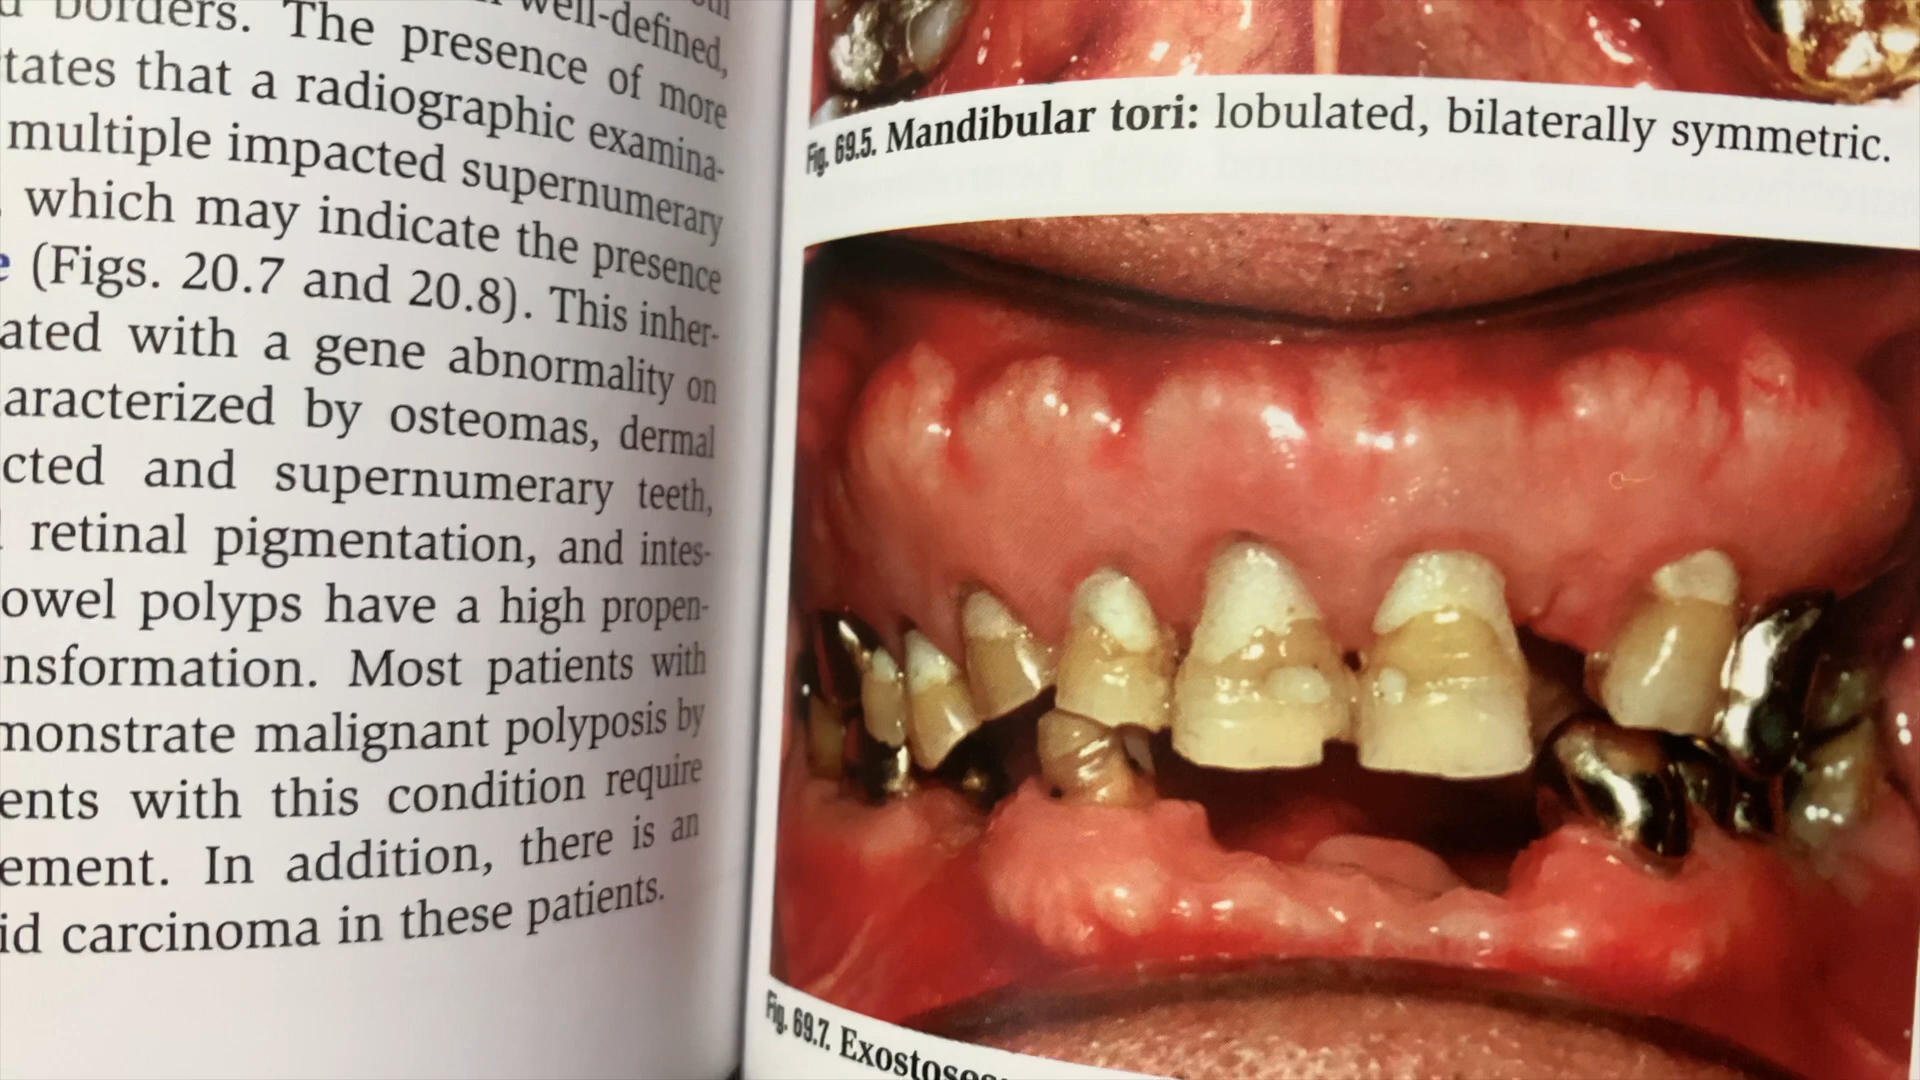 borders. The presence of more
well-defined,
tates that a radiographic examina-
multiple impacted supernumerary
, which may indicate the presence
e (Figs. 20.7 and 20.8). This inher-
ated with a gene abnormality on
aracterized by osteomas, dermal
cted and supernumerary teeth,
retinal pigmentation, and intes-
owel polyps have a high propen-
nsformation. Most patients with
monstrate malignant polyposis by
ents with this condition require
ement. In addition, there is an
id carcinoma in these patients.
Fig. 69.5. Mandibular tori: lobulated, bilaterally symmetric.
Fig. 69.7. Exostoses: